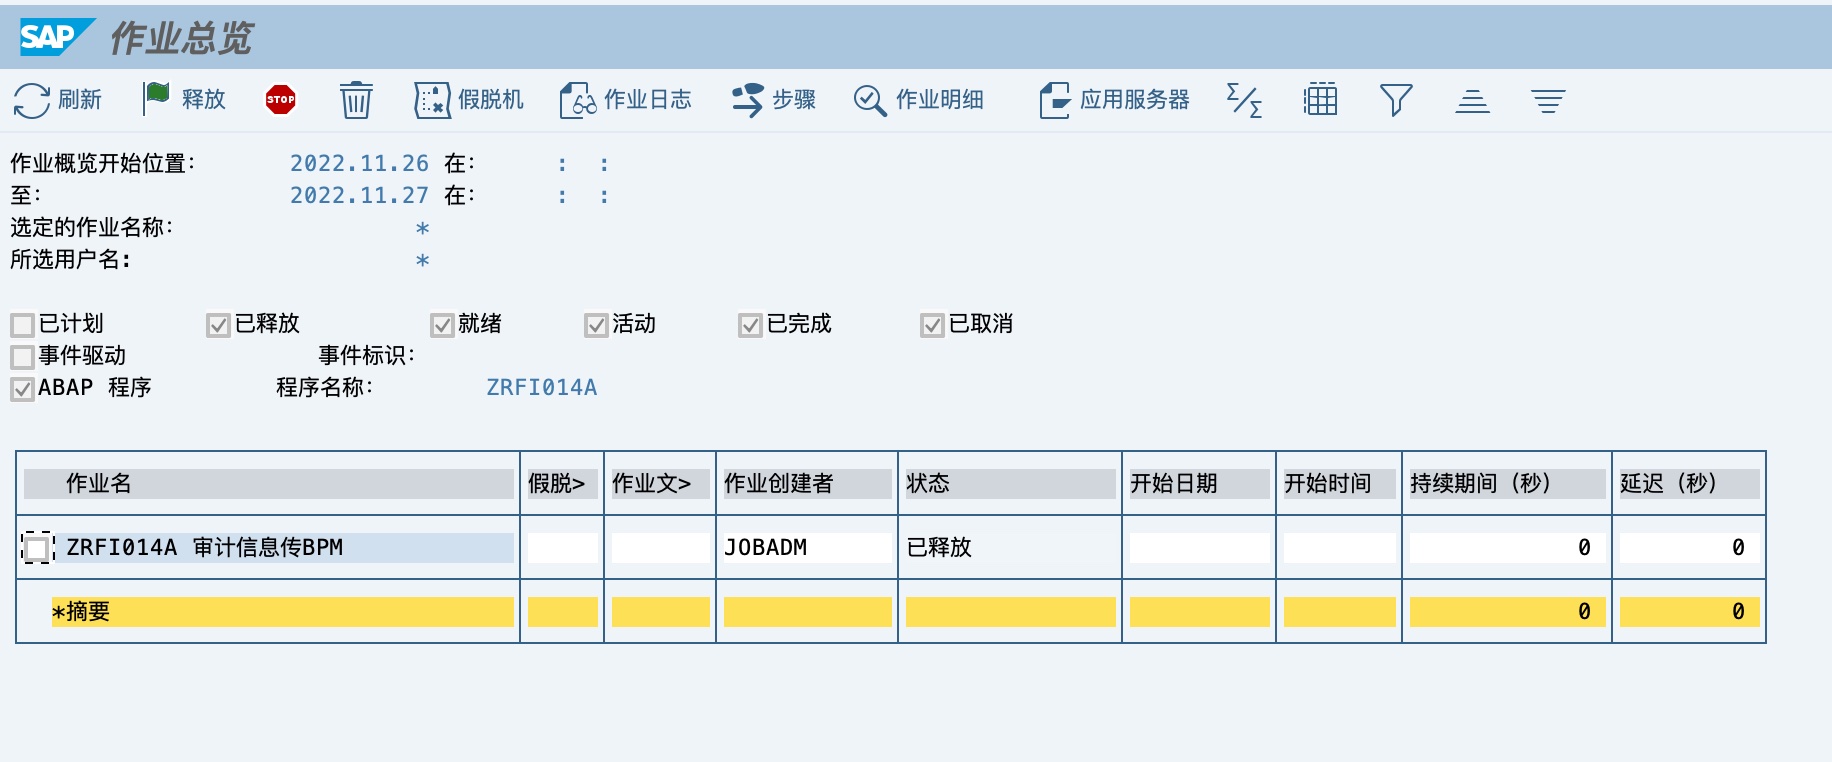 SAP 作业总览
刷新 释放 STOP 假脱机 作业日志 步骤 作业明细 应用服务器
作业概览开始位置: 2022.11.26 在: : :
至: 2022.11.27 在: : :
选定的作业名称: *
所选用户名: *
已计划 已释放 就绪 活动 已完成 已取消
事件驱动 事件标识:
ABAP 程序 程序名称: ZRFI014A
作业名 假脱> 作业文> 作业创建者 状态 开始日期 开始时间 持续期间（秒） 延迟（秒）
ZRFI014A 审计信息传BPM JOBADM 已释放 0 0
*摘要 0 0